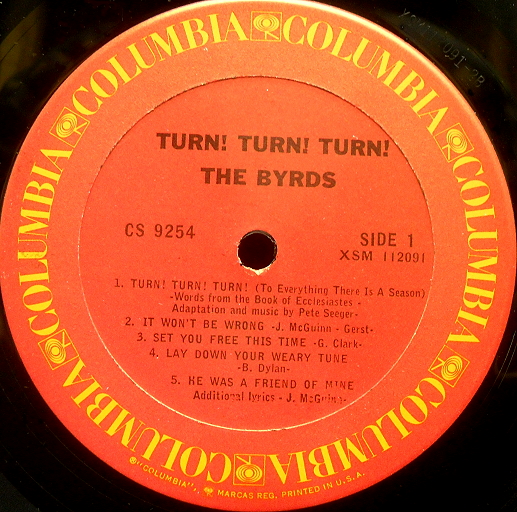 COLUMBIA COLUMBIA COLUMBIA COLUMBIA COLUMBIA COLUMBIA
TURN! TURN! TURN!
THE BYRDS
CS 9254
SIDE 1
XSM 112091
1. TURN! TURN! TURN! (To Everything There Is A Season)
-Words from the Book of Ecclesiastes -
Adaptation and music by Pete Seeger-
2. IT WON'T BE WRONG -J. McGuinn - Gerst-
3. SET YOU FREE THIS TIME -G. Clark-
4. LAY DOWN YOUR WEARY TUNE
-B. Dylan-
5. HE WAS A FRIEND OF MINE
Additional lyrics - J. McGuinn-
® "COLUMBIA", MARCAS REG. PRINTED IN U.S.A.